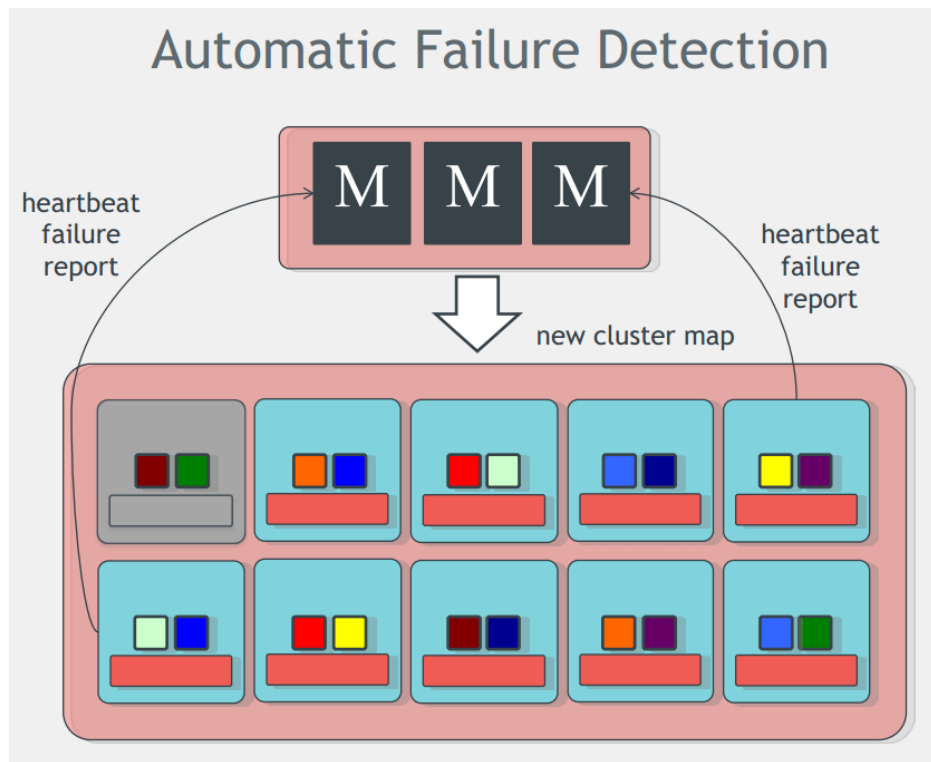 Automatic Failure Detection
M M M
heartbeat
failure
report
heartbeat
failure
report
new cluster map